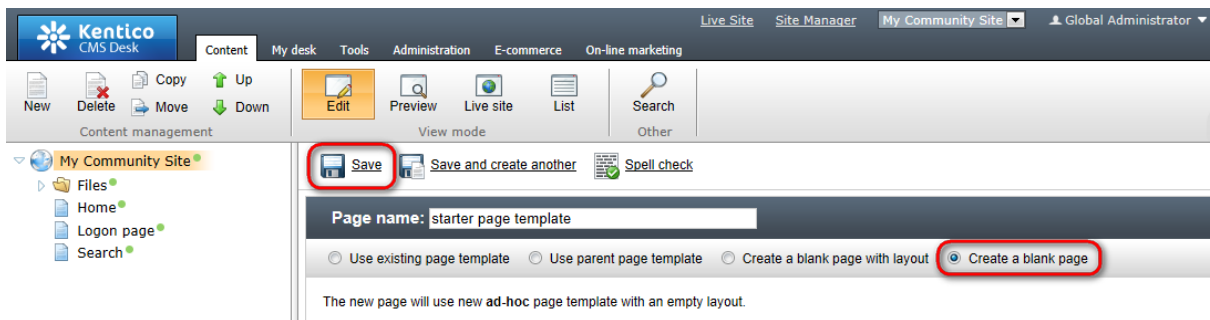 Live Site Site Manager My Community Site Global Administrator
Kentico
CMS Desk
Content My desk Tools Administration E-commerce On-line marketing
New Delete Copy Move Up Down
Content management
Edit Preview Live site List
View mode
Search
Other
My Community Site
Files
Home
Logon page
Search
Save Save and create another Spell check
Page name: starter page template
Use existing page template Use parent page template Create a blank page with layout Create a blank page
The new page will use new ad-hoc page template with an empty layout.